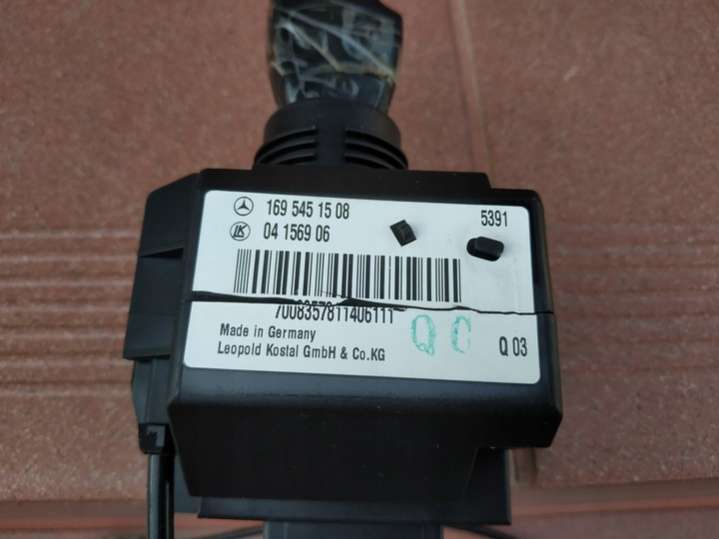 169 545 15 08 5391
LK 04 1569 06
7008357811406111
Made in Germany QC Q 03
Leopold Kostal GmbH & Co.KG